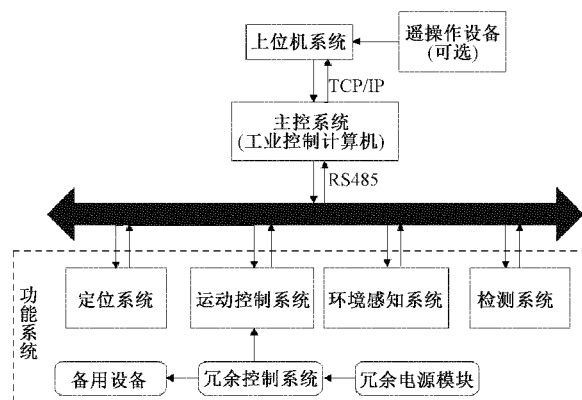 上位机系统
遥操作设备
(可选)
TCP/IP
主控系统
(工业控制计算机)
RS485
功能系统
定位系统
运动控制系统
环境感知系统
检测系统
备用设备
冗余控制系统
冗余电源模块